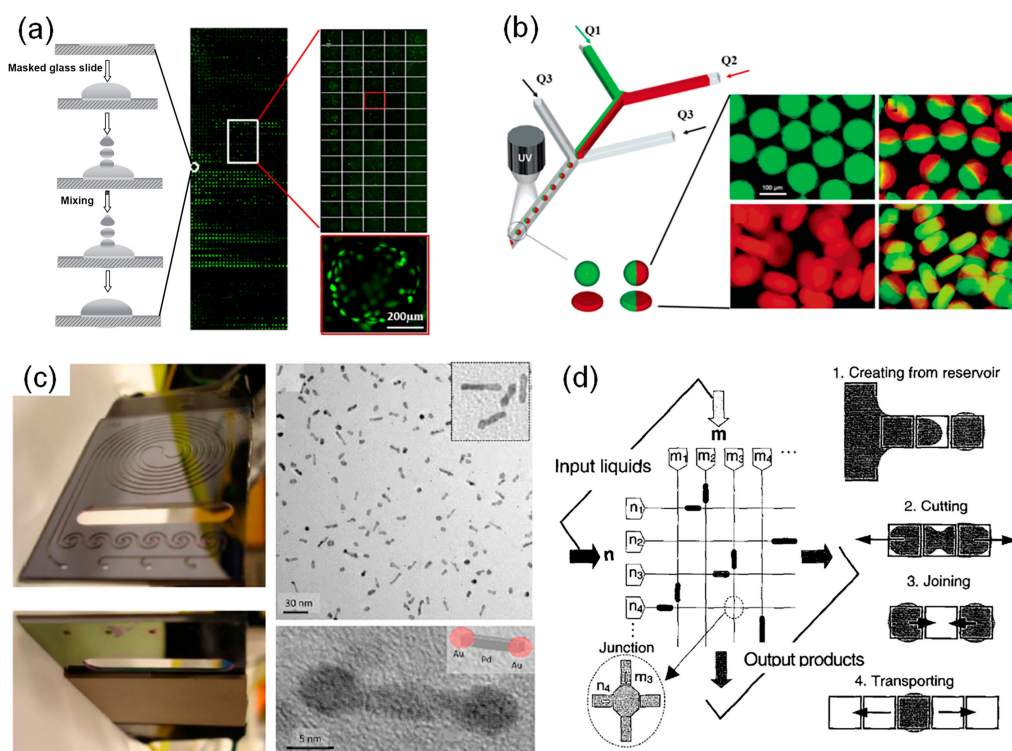 (a)
Masked glass slide
Mixing
200μm
(b)
Q1
Q2
Q3
Q3
UV
100 μm
(c)
30 nm
Au
Pd
Au
5 nm
(d)
m
Input liquids
m1 m2 m3 m4 ...
n
n1
n2
n3
n4
⋮
Junction
n4 m3
Output products
1. Creating from reservoir
2. Cutting
3. Joining
4. Transporting